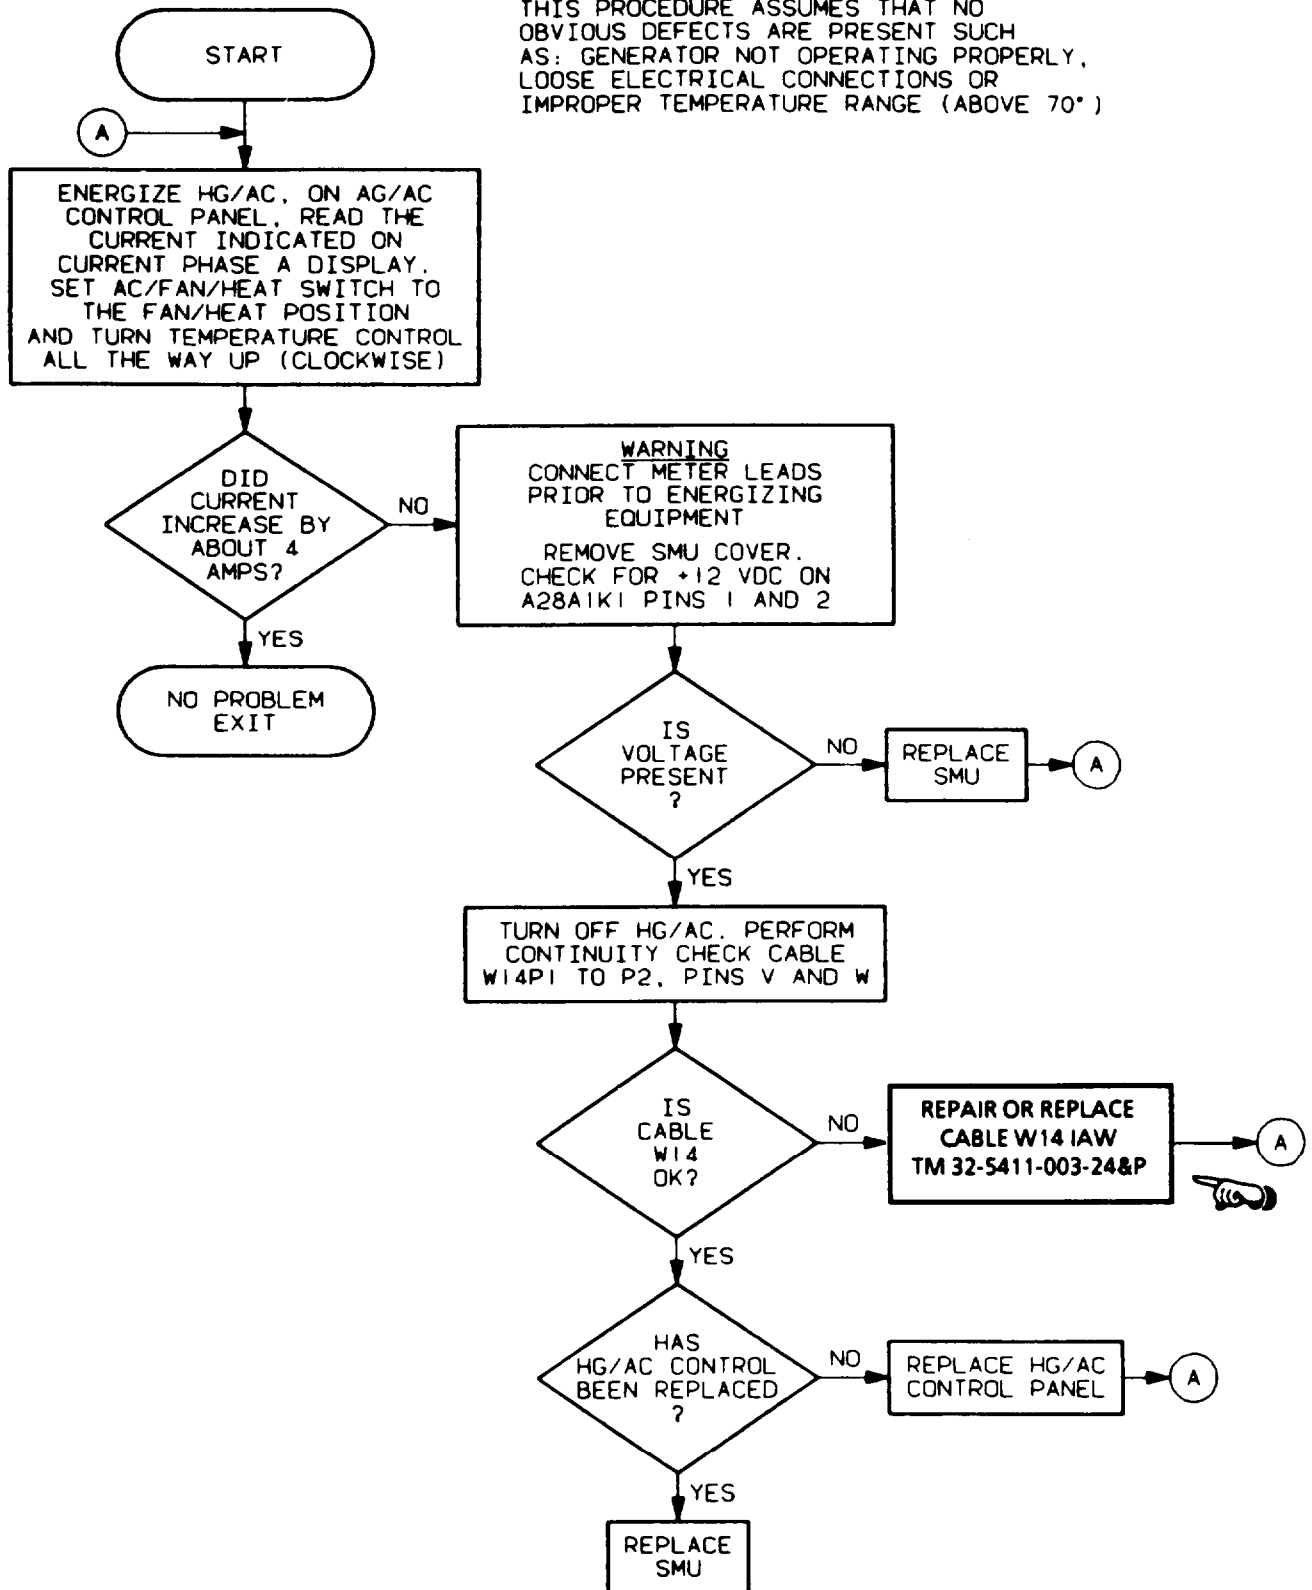 THIS PROCEDURE ASSUMES THAT NO
OBVIOUS DEFECTS ARE PRESENT SUCH
AS: GENERATOR NOT OPERATING PROPERLY,
LOOSE ELECTRICAL CONNECTIONS OR
IMPROPER TEMPERATURE RANGE (ABOVE 70°)
START
A
ENERGIZE HG/AC, ON AG/AC
CONTROL PANEL, READ THE
CURRENT INDICATED ON
CURRENT PHASE A DISPLAY.
SET AC/FAN/HEAT SWITCH TO
THE FAN/HEAT POSITION
AND TURN TEMPERATURE CONTROL
ALL THE WAY UP (CLOCKWISE)
DID
CURRENT
INCREASE BY
ABOUT 4
AMPS?
NO
YES
NO PROBLEM
EXIT
WARNING
CONNECT METER LEADS
PRIOR TO ENERGIZING
EQUIPMENT
REMOVE SMU COVER.
CHECK FOR +12 VDC ON
A28A1K1 PINS 1 AND 2
IS
VOLTAGE
PRESENT
?
NO
REPLACE
SMU
A
YES
TURN OFF HG/AC. PERFORM
CONTINUITY CHECK CABLE
W14P1 TO P2, PINS V AND W
IS
CABLE
W14
OK?
NO
REPAIR OR REPLACE
CABLE W14 IAW
TM 32-5411-003-24&P
A
YES
HAS
HG/AC CONTROL
BEEN REPLACED
?
NO
REPLACE HG/AC
CONTROL PANEL
A
YES
REPLACE
SMU